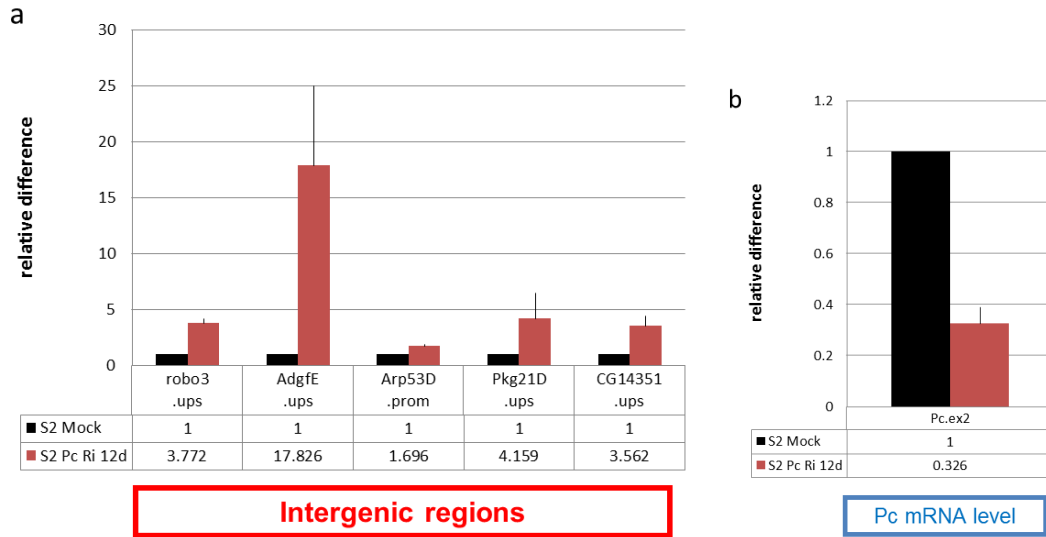 a
relative difference
30
25
20
15
10
5
0
robo3 .ups
AdgfE .ups
Arp53D .prom
Pkg21D .ups
CG14351 .ups
S2 Mock 1 1 1 1 1
S2 Pc Ri 12d 3.772 17.826 1.696 4.159 3.562
Intergenic regions
b
relative difference
1.2
1
0.8
0.6
0.4
0.2
0
Pc.ex2
S2 Mock 1
S2 Pc Ri 12d 0.326
Pc mRNA level